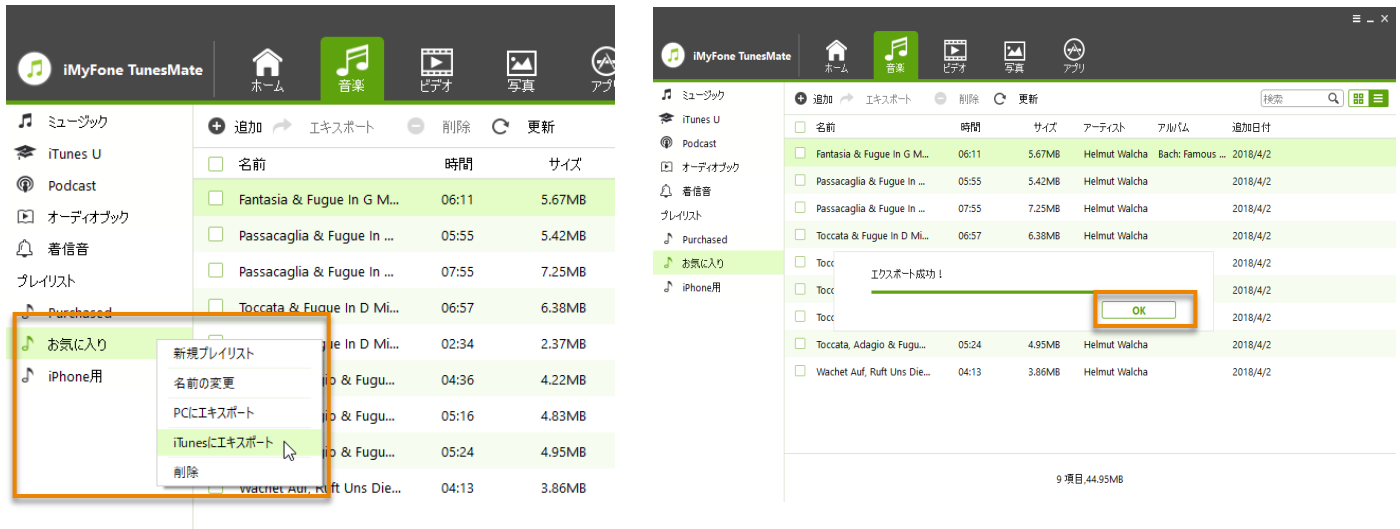 iMyFone TunesMate
ホーム
音楽
ビデオ
写真
アプリ
ミュージック
iTunes U
Podcast
オーディオブック
着信音
プレイリスト
Purchased
お気に入り
iPhone用
追加 エキスポート 削除 更新
名前 時間 サイズ
Fantasia & Fugue In G M... 06:11 5.67MB
Passacaglia & Fugue In ... 05:55 5.42MB
Passacaglia & Fugue In ... 07:55 7.25MB
Toccata & Fugue In D Mi... 06:57 6.38MB
ue In D Mi... 02:34 2.37MB
io & Fugu... 04:36 4.22MB
io & Fugu... 05:16 4.83MB
io & Fugu... 05:24 4.95MB
Wachet Auf, Ruft Uns Die... 04:13 3.86MB
新規プレイリスト
名前の変更
PCにエキスポート
iTunesにエキスポート
削除
iMyFone TunesMate
ホーム
音楽
ビデオ
写真
アプリ
ミュージック
iTunes U
Podcast
オーディオブック
着信音
プレイリスト
Purchased
お気に入り
iPhone用
追加 エキスポート 削除 更新 検索
名前 時間 サイズ アーティスト アルバム 追加日付
Fantasia & Fugue In G M... 06:11 5.67MB Helmut Walcha Bach: Famous ... 2018/4/2
Passacaglia & Fugue In ... 05:55 5.42MB Helmut Walcha 2018/4/2
Passacaglia & Fugue In ... 07:55 7.25MB Helmut Walcha 2018/4/2
Toccata & Fugue In D Mi... 06:57 6.38MB Helmut Walcha 2018/4/2
Tocc 2018/4/2
Tocc 2018/4/2
Tocc 2018/4/2
エクスポート成功！
OK
Toccata, Adagio & Fugu... 05:24 4.95MB Helmut Walcha 2018/4/2
Wachet Auf, Ruft Uns Die... 04:13 3.86MB Helmut Walcha 2018/4/2
9 項目,44.95MB